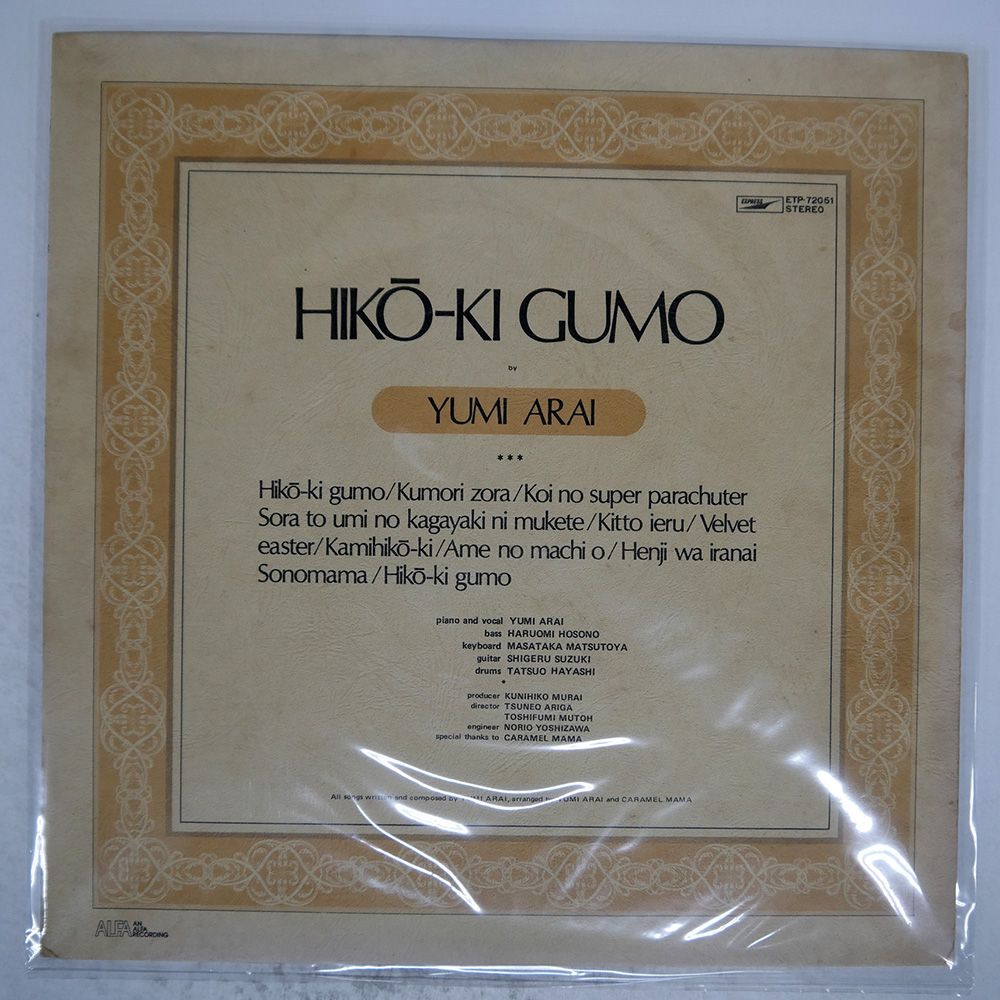 EXPRESS ETP-72051
STEREO
HIKŌ-KI GUMO
by
YUMI ARAI
***
Hikō-ki gumo/Kumori zora/Koi no super parachuter
Sora to umi no kagayaki ni mukete/Kitto ieru/Velvet
easter/Kamihikō-ki/Ame no machi o/Henji wa iranai
Sonomama/Hikō-ki gumo
piano and vocal YUMI ARAI
bass HARUOMI HOSONO
keyboard MASATAKA MATSUTOYA
guitar SHIGERU SUZUKI
drums TATSUO HAYASHI
*
producer KUNIHIKO MURAI
director TSUNEO ARIGA
TOSHIFUMI MUTOH
engineer NORIO YOSHIZAWA
special thanks to CARAMEL MAMA
All songs written and composed by YUMI ARAI, arranged by YUMI ARAI and CARAMEL MAMA
ALFA AN
ALFA
RECORDING